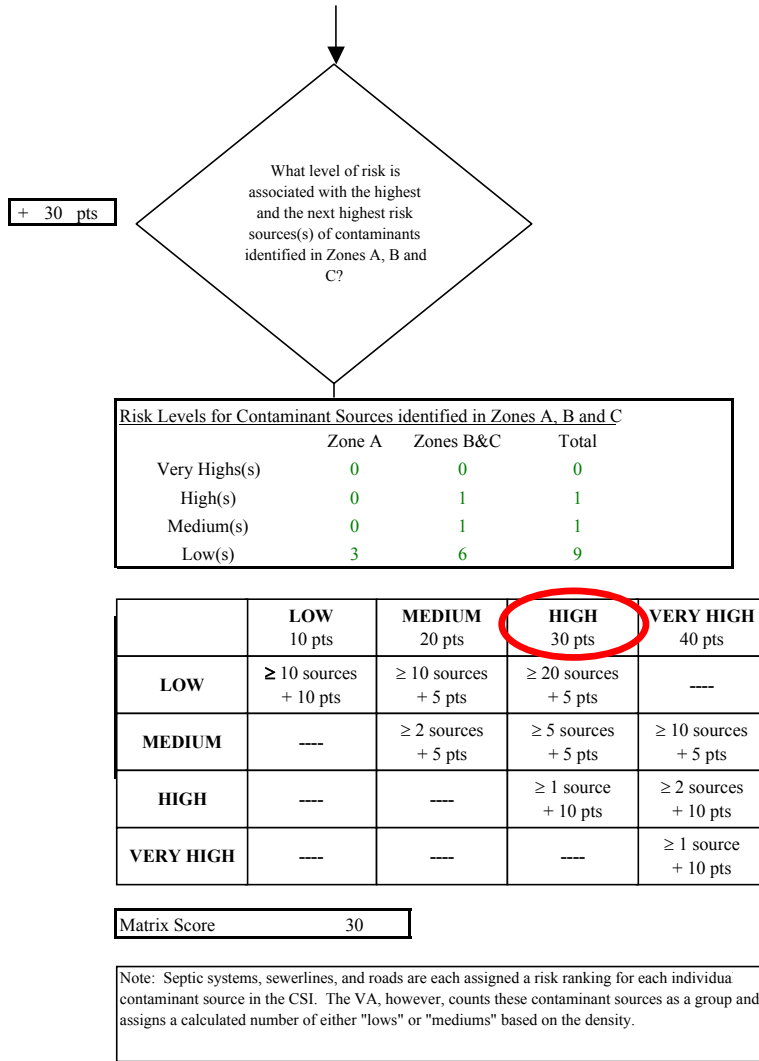 What level of risk is
associated with the highest
and the next highest risk
sources(s) of contaminants
identified in Zones A, B and
C?
+ 30 pts
Risk Levels for Contaminant Sources identified in Zones A, B and C
Zone A Zones B&C Total
Very Highs(s) 0 0 0
High(s) 0 1 1
Medium(s) 0 1 1
Low(s) 3 6 9
LOW MEDIUM HIGH VERY HIGH
10 pts 20 pts 30 pts 40 pts
LOW ≥ 10 sources ≥ 10 sources ≥ 20 sources ----
+ 10 pts + 5 pts + 5 pts
MEDIUM ---- ≥ 2 sources ≥ 5 sources ≥ 10 sources
+ 5 pts + 5 pts + 5 pts
HIGH ---- ---- ≥ 1 source ≥ 2 sources
+ 10 pts + 10 pts
VERY HIGH ---- ---- ---- ≥ 1 source
+ 10 pts
Matrix Score 30
Note: Septic systems, sewerlines, and roads are each assigned a risk ranking for each individua
contaminant source in the CSI. The VA, however, counts these contaminant sources as a group and
assigns a calculated number of either "lows" or "mediums" based on the density.